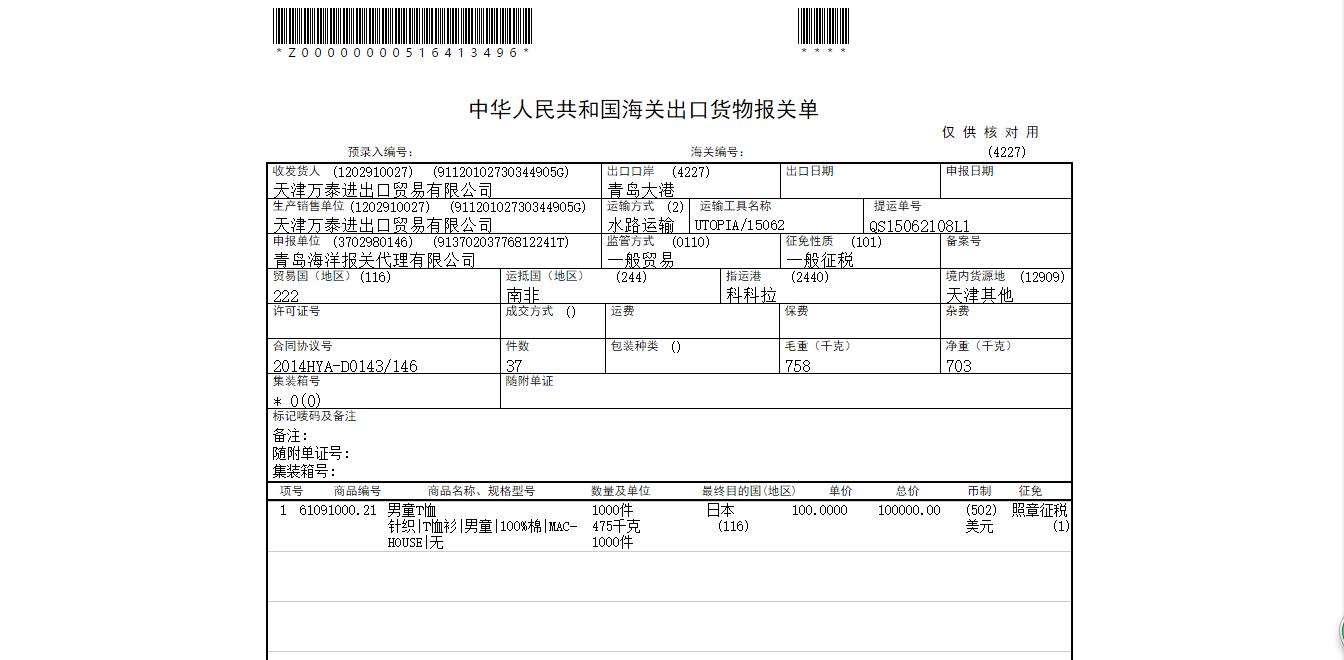 *Z00000000516413496*
****
中华人民共和国海关出口货物报关单
仅供核对用
预录入编号: 海关编号: (4227)
收发货人 (1202910027) (91120102730344905G) 出口口岸 (4227) 出口日期 申报日期
天津万泰进出口贸易有限公司 青岛大港
生产销售单位 (1202910027) (91120102730344905G) 运输方式 (2) 运输工具名称 提运单号
天津万泰进出口贸易有限公司 水路运输 UTOPIA/15062 QS15062108L1
申报单位 (3702980146) (91370203776812241T) 监管方式 (0110) 征免性质 (101) 备案号
青岛海洋报关代理有限公司 一般贸易 一般征税
贸易国（地区）(116) 运抵国（地区） (244) 指运港 (2440) 境内货源地 (12909)
222 南非 科科拉 天津其他
许可证号 成交方式 () 运费 保费 杂费
合同协议号 件数 包装种类 () 毛重（千克） 净重（千克）
2014HYA-D0143/146 37 758 703
集装箱号 随附单证
* 0(0)
标记唛码及备注
备注:
随附单证号:
集装箱号:
项号 商品编号 商品名称、规格型号 数量及单位 最终目的国(地区) 单价 总价 币制 征免
1 61091000.21 男童T恤 1000件 日本 100.0000 100000.00 (502) 照章征税
针织|T恤衫|男童|100%棉|MAC- 475千克 (116) 美元 (1)
HOUSE|无 1000件